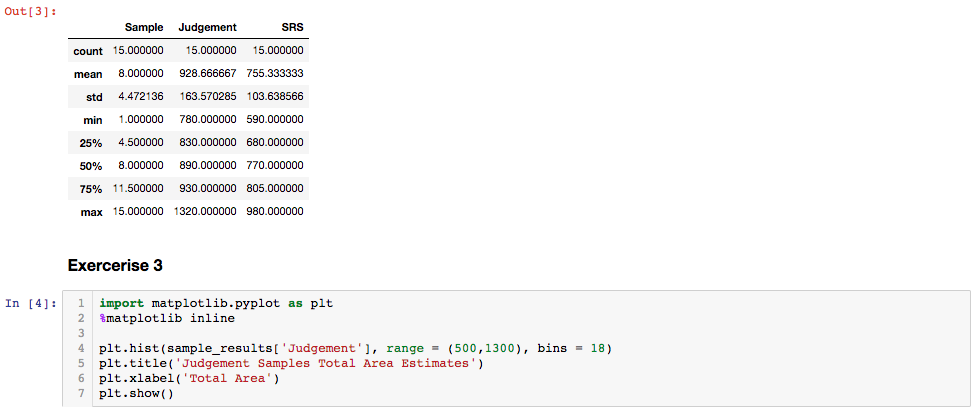 Out[3]:
Sample Judgement SRS
count 15.000000 15.000000 15.000000
mean 8.000000 928.666667 755.333333
std 4.472136 163.570285 103.638566
min 1.000000 780.000000 590.000000
25% 4.500000 830.000000 680.000000
50% 8.000000 890.000000 770.000000
75% 11.500000 930.000000 805.000000
max 15.000000 1320.000000 980.000000
Excercerise 3
In [4]:
1 import matplotlib.pyplot as plt
2 %matplotlib inline
3
4 plt.hist(sample_results['Judgement'], range = (500,1300), bins = 18)
5 plt.title('Judgement Samples Total Area Estimates')
6 plt.xlabel('Total Area')
7 plt.show()